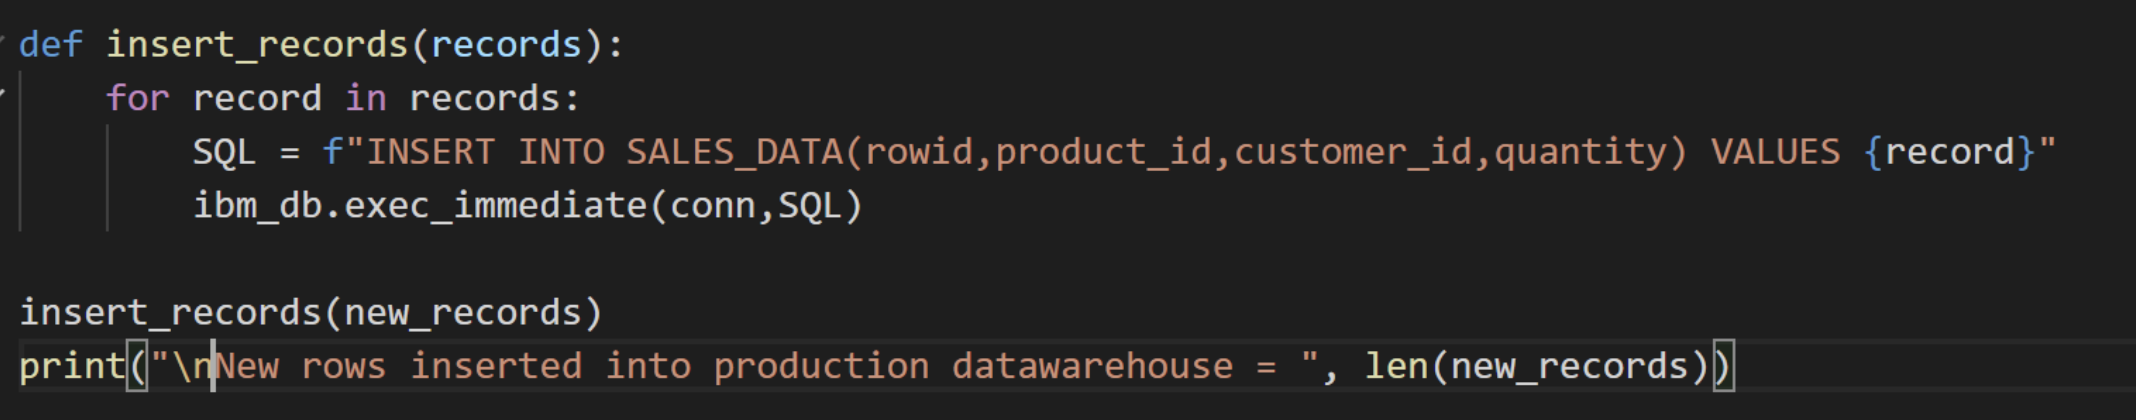 def insert_records(records):
    for record in records:
        SQL = f"INSERT INTO SALES_DATA(rowid,product_id,customer_id,quantity) VALUES {record}"
        ibm_db.exec_immediate(conn,SQL)
insert_records(new_records)
print("\nNew rows inserted into production datawarehouse = ", len(new_records))